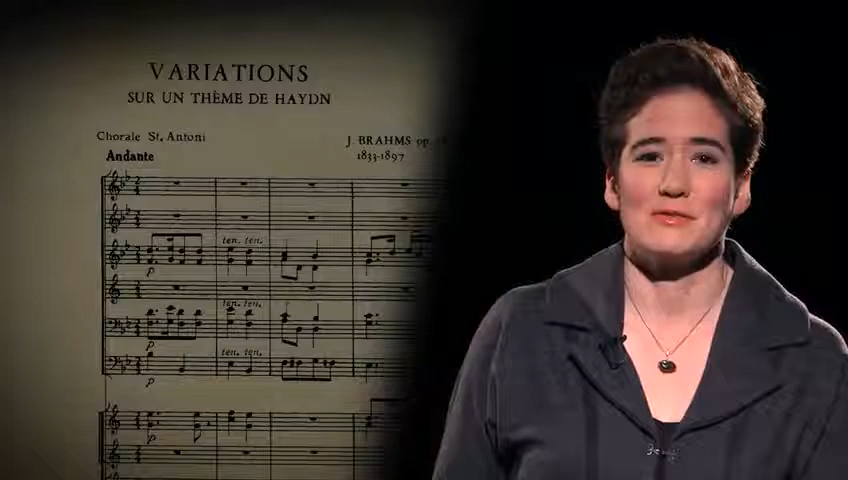 VARIATIONS
SUR UN THÈME DE HAYDN
Chorale St. Antoni
J. BRAHMS op.
Andante
1833-1897
ten. ten.
p
ten. ten.
p
ten. ten.
p
p